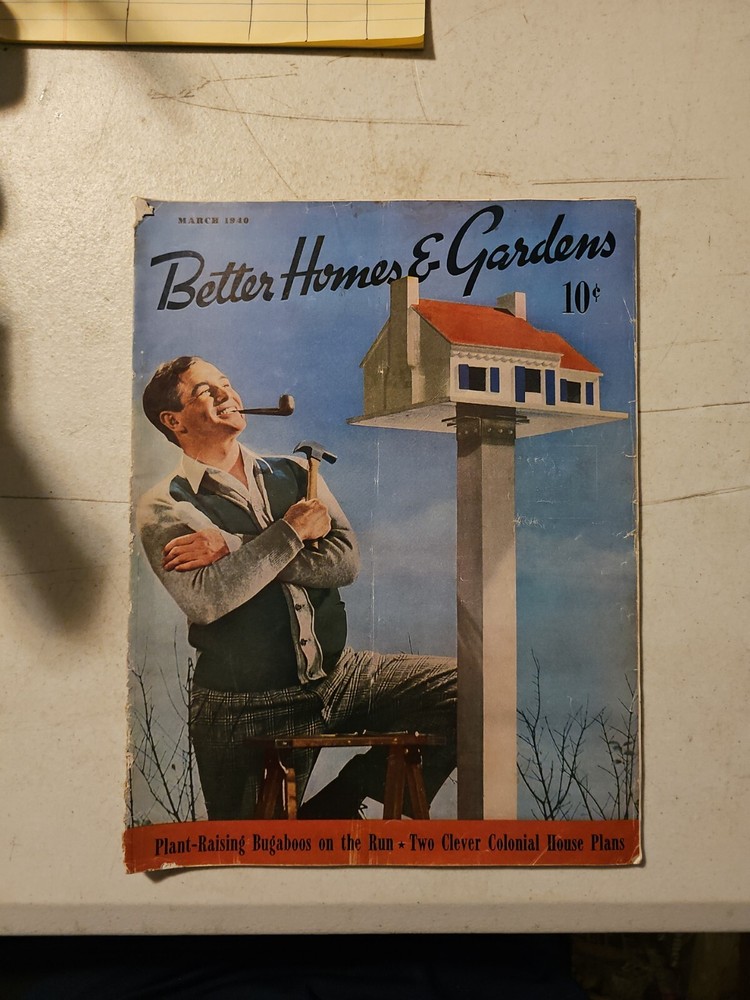 MARCH 1940
Better Homes & Gardens
10¢
Plant-Raising Bugaboos on the Run ★ Two Clever Colonial House Plans